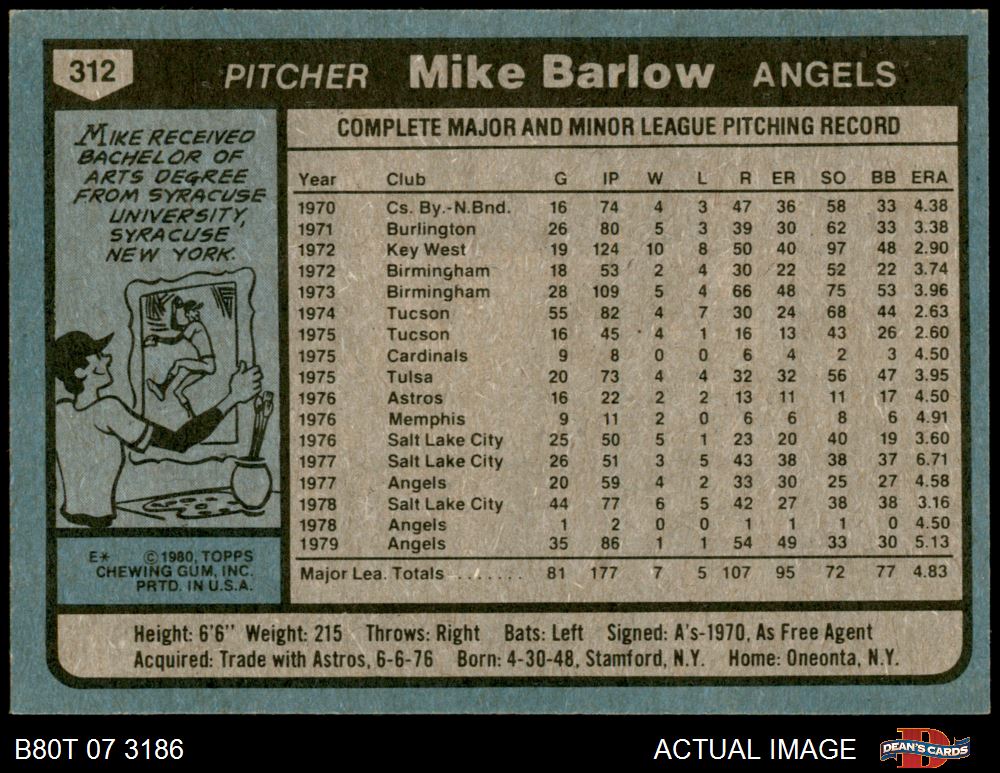 312 PITCHER Mike Barlow ANGELS
MIKE RECEIVED
BACHELOR OF
ARTS DEGREE
FROM SYRACUSE
UNIVERSITY,
SYRACUSE,
NEW YORK.
E* ©1980, TOPPS
CHEWING GUM, INC.
PRTD. IN U.S.A.
COMPLETE MAJOR AND MINOR LEAGUE PITCHING RECORD
Year Club G IP W L R ER SO BB ERA
1970 Cs. By.-N.Bnd. 16 74 4 3 47 36 58 33 4.38
1971 Burlington 26 80 5 3 39 30 62 33 3.38
1972 Key West 19 124 10 8 50 40 97 48 2.90
1972 Birmingham 18 53 2 4 30 22 52 22 3.74
1973 Birmingham 28 109 5 4 66 48 75 53 3.96
1974 Tucson 55 82 4 7 30 24 68 44 2.63
1975 Tucson 16 45 4 1 16 13 43 26 2.60
1975 Cardinals 9 8 0 0 6 4 2 3 4.50
1975 Tulsa 20 73 4 4 32 32 56 47 3.95
1976 Astros 16 22 2 2 13 11 11 17 4.50
1976 Memphis 9 11 2 0 6 6 8 6 4.91
1976 Salt Lake City 25 50 5 1 23 20 40 19 3.60
1977 Salt Lake City 26 51 3 5 43 38 38 37 6.71
1977 Angels 20 59 4 2 33 30 25 27 4.58
1978 Salt Lake City 44 77 6 5 42 27 38 38 3.16
1978 Angels 1 2 0 0 1 1 1 0 4.50
1979 Angels 35 86 1 1 54 49 33 30 5.13
Major Lea. Totals ........ 81 177 7 5 107 95 72 77 4.83
Height: 6'6" Weight: 215 Throws: Right Bats: Left Signed: A's-1970, As Free Agent
Acquired: Trade with Astros, 6-6-76 Born: 4-30-48, Stamford, N.Y. Home: Oneonta, N.Y.
B80T 07 3186 ACTUAL IMAGE DEAN'S CARDS